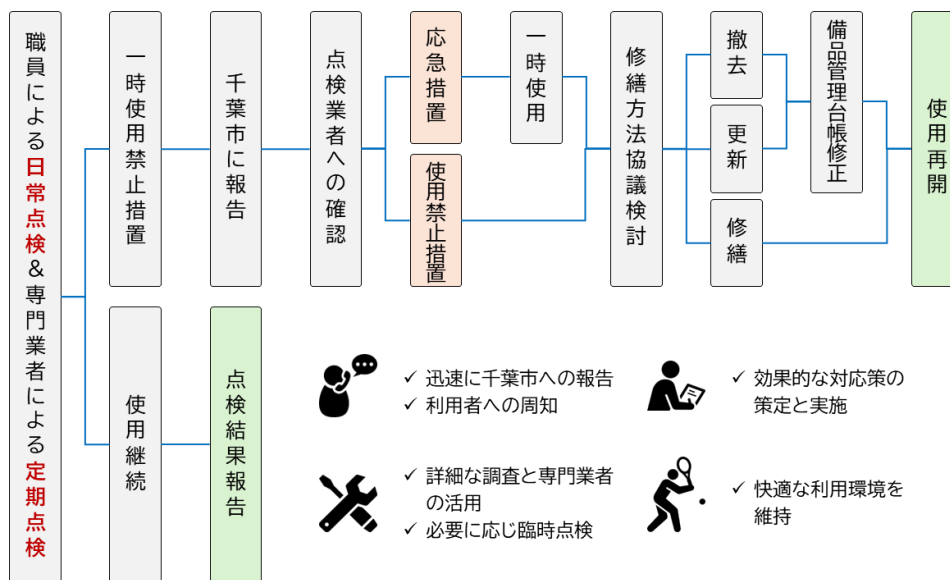 職員による日常点検&専門業者による定期点検
一時使用禁止措置
千葉市に報告
点検業者への確認
応急措置
使用禁止措置
一時使用
修繕方法協議検討
撤去
更新
修繕
備品管理台帳修正
使用再開
使用継続
点検結果報告
✓ 迅速に千葉市への報告
✓ 利用者への周知
✓ 効果的な対応策の
策定と実施
✓ 詳細な調査と専門業者
の活用
✓ 必要に応じ臨時点検
✓ 快適な利用環境を
維持